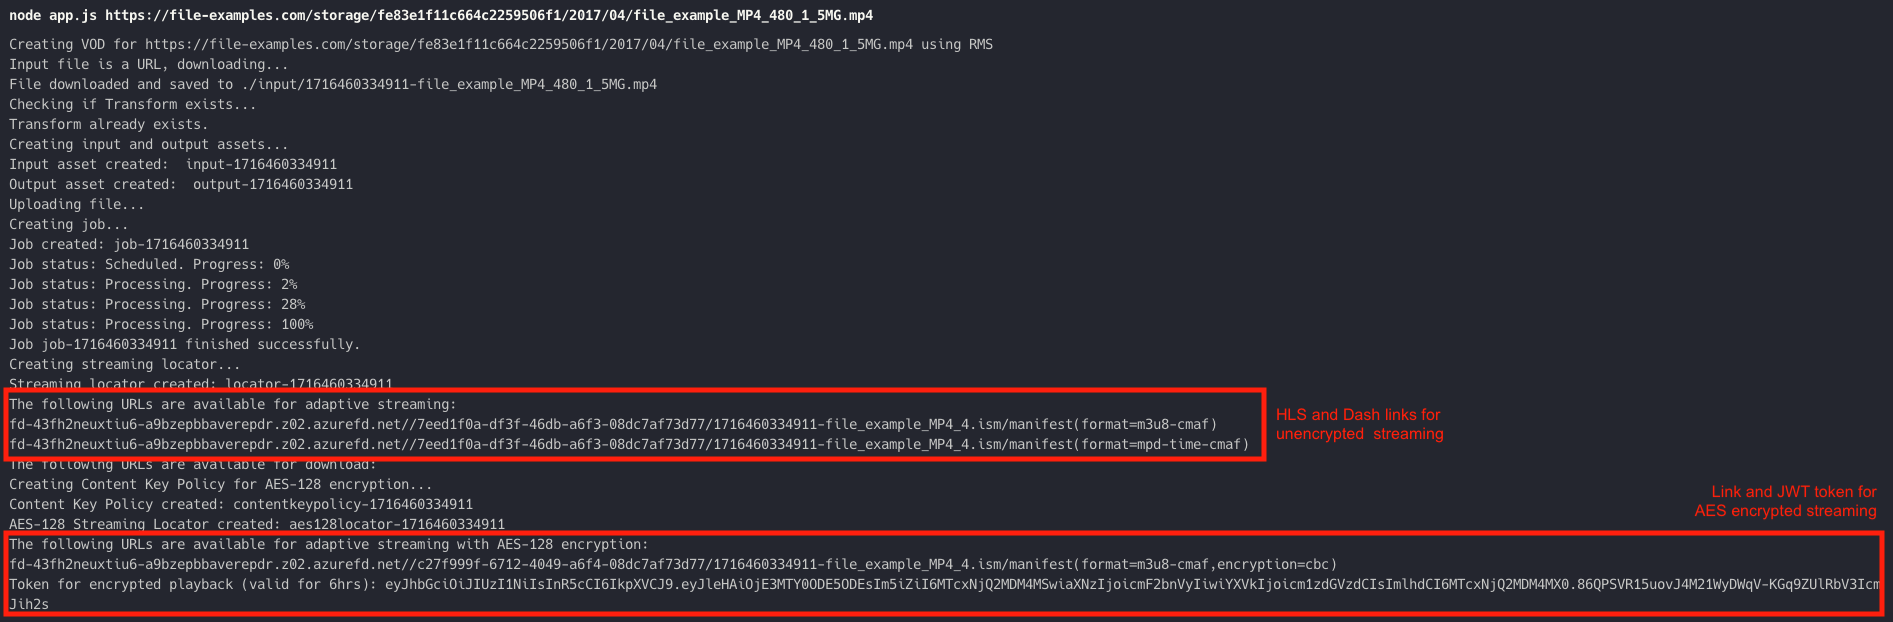 node app.js https://file-examples.com/storage/fe83e1f11c664c2259506f1/2017/04/file_example_MP4_480_1_5MG.mp4
Creating VOD for https://file-examples.com/storage/fe83e1f11c664c2259506f1/2017/04/file_example_MP4_480_1_5MG.mp4 using RMS
Input file is a URL, downloading...
File downloaded and saved to ./input/1716460334911-file_example_MP4_480_1_5MG.mp4
Checking if Transform exists...
Transform already exists.
Creating input and output assets...
Input asset created:  input-1716460334911
Output asset created:  output-1716460334911
Uploading file...
Creating job...
Job created: job-1716460334911
Job status: Scheduled. Progress: 0%
Job status: Processing. Progress: 2%
Job status: Processing. Progress: 28%
Job status: Processing. Progress: 100%
Job job-1716460334911 finished successfully.
Creating streaming locator...
Streaming locator created: locator-1716460334911
The following URLs are available for adaptive streaming:
fd-43fh2neuxtiu6-a9bzepbbaverepdr.z02.azurefd.net//7eed1f0a-df3f-46db-a6f3-08dc7af73d77/1716460334911-file_example_MP4_4.ism/manifest(format=m3u8-cmaf)
fd-43fh2neuxtiu6-a9bzepbbaverepdr.z02.azurefd.net//7eed1f0a-df3f-46db-a6f3-08dc7af73d77/1716460334911-file_example_MP4_4.ism/manifest(format=mpd-time-cmaf)
HLS and Dash links for
unencrypted  streaming
The following URLs are available for download:
Creating Content Key Policy for AES-128 encryption...
Content Key Policy created: contentkeypolicy-1716460334911
AES-128 Streaming Locator created: aes128locator-1716460334911
Link and JWT token for
AES encrypted streaming
The following URLs are available for adaptive streaming with AES-128 encryption:
fd-43fh2neuxtiu6-a9bzepbbaverepdr.z02.azurefd.net//c27f999f-6712-4049-a6f4-08dc7af73d77/1716460334911-file_example_MP4_4.ism/manifest(format=m3u8-cmaf,encryption=cbc)
Token for encrypted playback (valid for 6hrs): eyJhbGciOiJIUzI1NiIsInR5cCI6IkpXVCJ9.eyJleHAiOjE3MTY0ODE5ODEsIm5iZiI6MTcxNjQ2MDM4MSwiaXNzIjoicmF2bnVyIiwiYXVkIjoicm1zdGVzdCIsImlhdCI6MTcxNjQ2MDM4MX0.86QPSVR15uovJ4M21WyDWqV-KGq9ZUlRbV3Icm
Jih2s